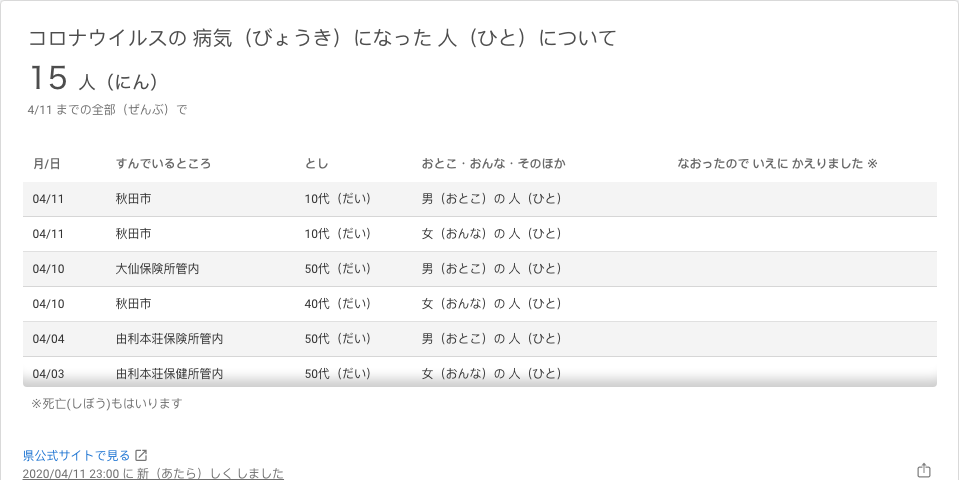 コロナウイルスの 病気（びょうき）になった 人（ひと）について
15 人（にん）
4/11 までの全部（ぜんぶ）で
月/日 すんでいるところ とし おとこ・おんな・そのほか なおったので いえに かえりました ※
04/11 秋田市 10代（だい） 男（おとこ）の 人（ひと）
04/11 秋田市 10代（だい） 女（おんな）の 人（ひと）
04/10 大仙保険所管内 50代（だい） 男（おとこ）の 人（ひと）
04/10 秋田市 40代（だい） 女（おんな）の 人（ひと）
04/04 由利本荘保険所管内 50代（だい） 男（おとこ）の 人（ひと）
04/03 由利本荘保健所管内 50代（だい） 女（おんな）の 人（ひと）
※死亡(しぼう)もはいります
県公式サイトで見る
2020/04/11 23:00 に 新（あたら）しく しました